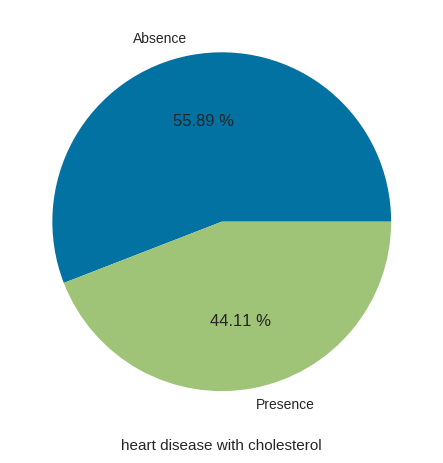 Absence
55.89 %
44.11 %
Presence
heart disease with cholesterol